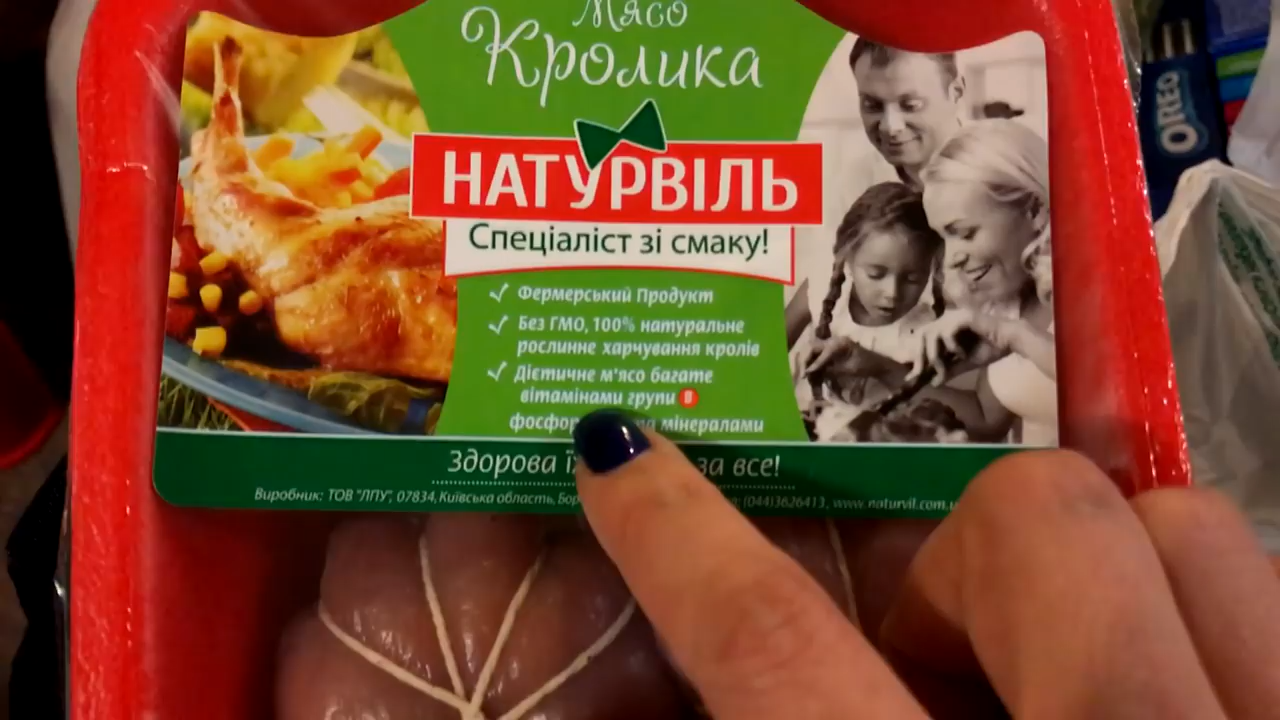 Мясо
Кролика
НАТУРВІЛЬ
Спеціаліст зі смаку!
Фермерський Продукт
Без ГМО, 100% натуральне
рослинне харчування кролів
Дієтичне м'ясо багате
вітамінами групи В
мінералами
Здорова за все!
Виробник: ТОВ "ЛПУ", 07834, Київська область, (044)3626413, www.naturvil.com.u
OREO